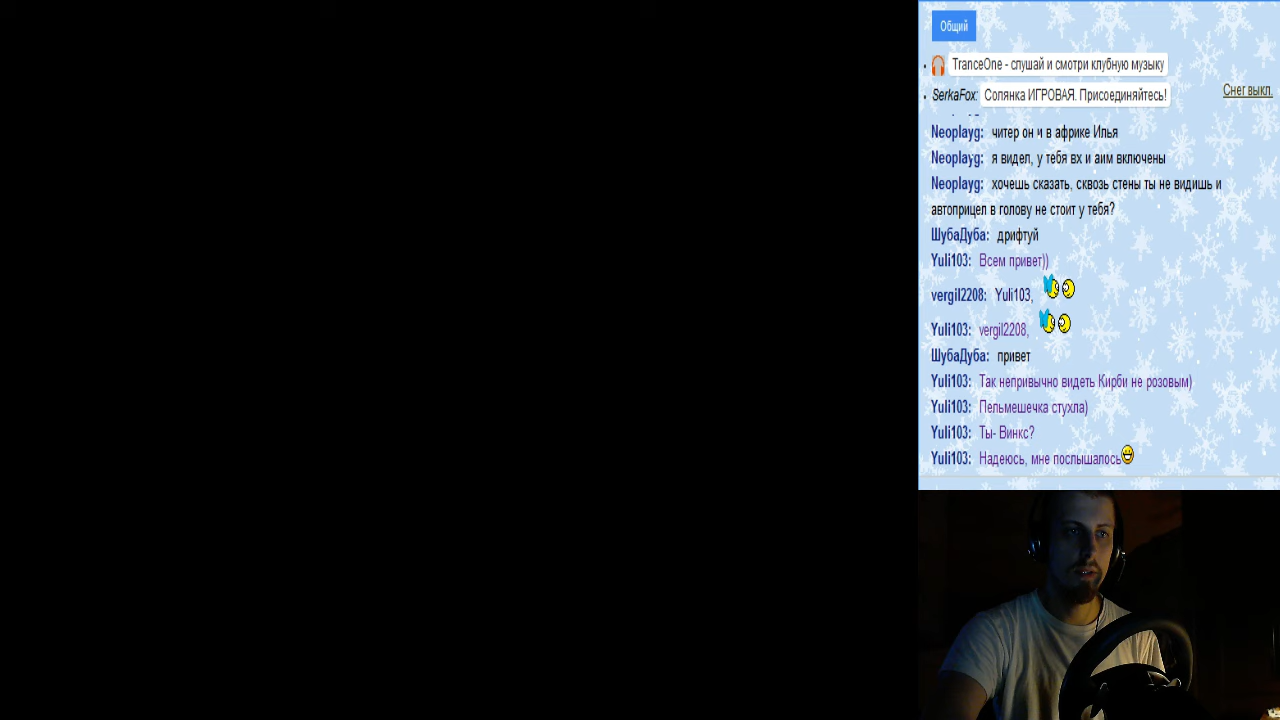 Общий
TranceOne - слушай и смотри клубную музыку
SerkaFox: Солянка ИГРОВАЯ. Присоединяйтесь!
Снег выкл.
Neoplayg: читер он и в африке Илья
Neoplayg: я видел, у тебя вх и аим включены
Neoplayg: хочешь сказать, сквозь стены ты не видишь и
автоприцел в голову не стоит у тебя?
ШубаДуба: дрифтуй
Yuli103: Всем привет))
vergil2208: Yuli103,
Yuli103: vergil2208,
ШубаДуба: привет
Yuli103: Так непривычно видеть Кирби не розовым)
Yuli103: Пельмешечка стухла)
Yuli103: Ты- Винкс?
Yuli103: Надеюсь, мне послышалось